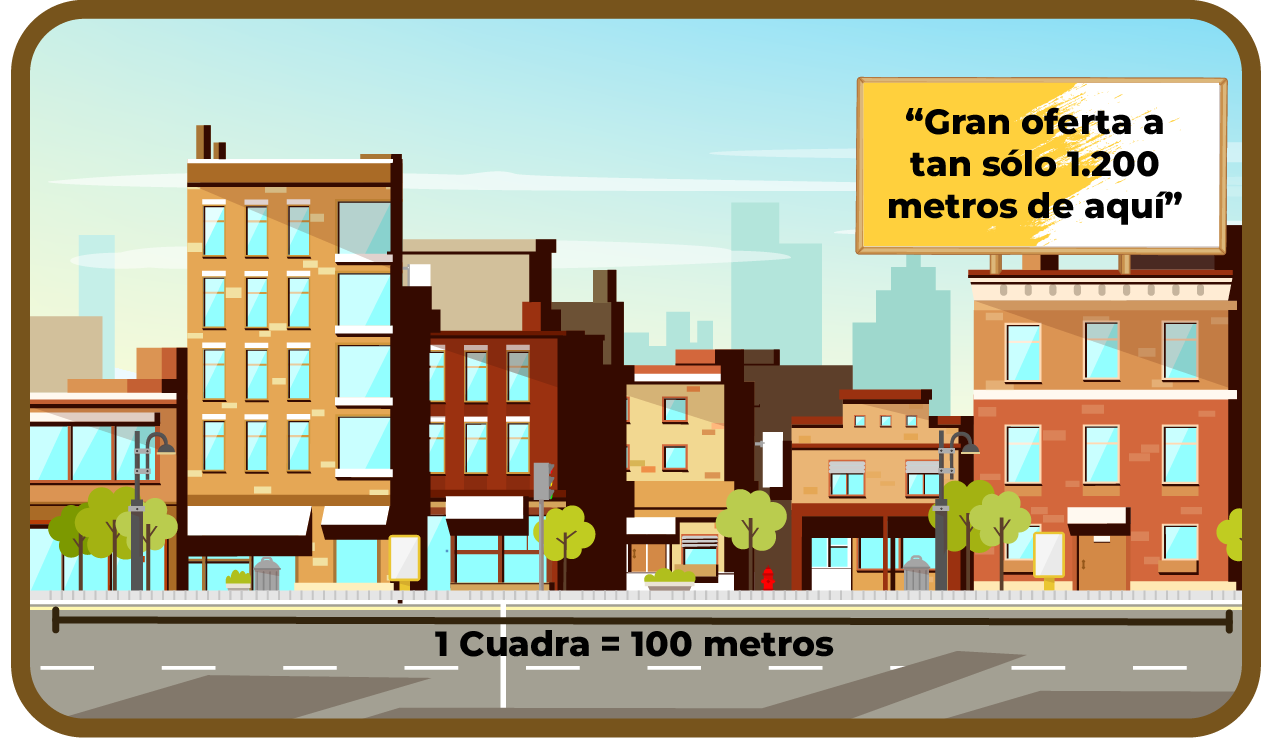 “Gran oferta a
tan sólo 1.200
metros de aquí”
1 Cuadra = 100 metros